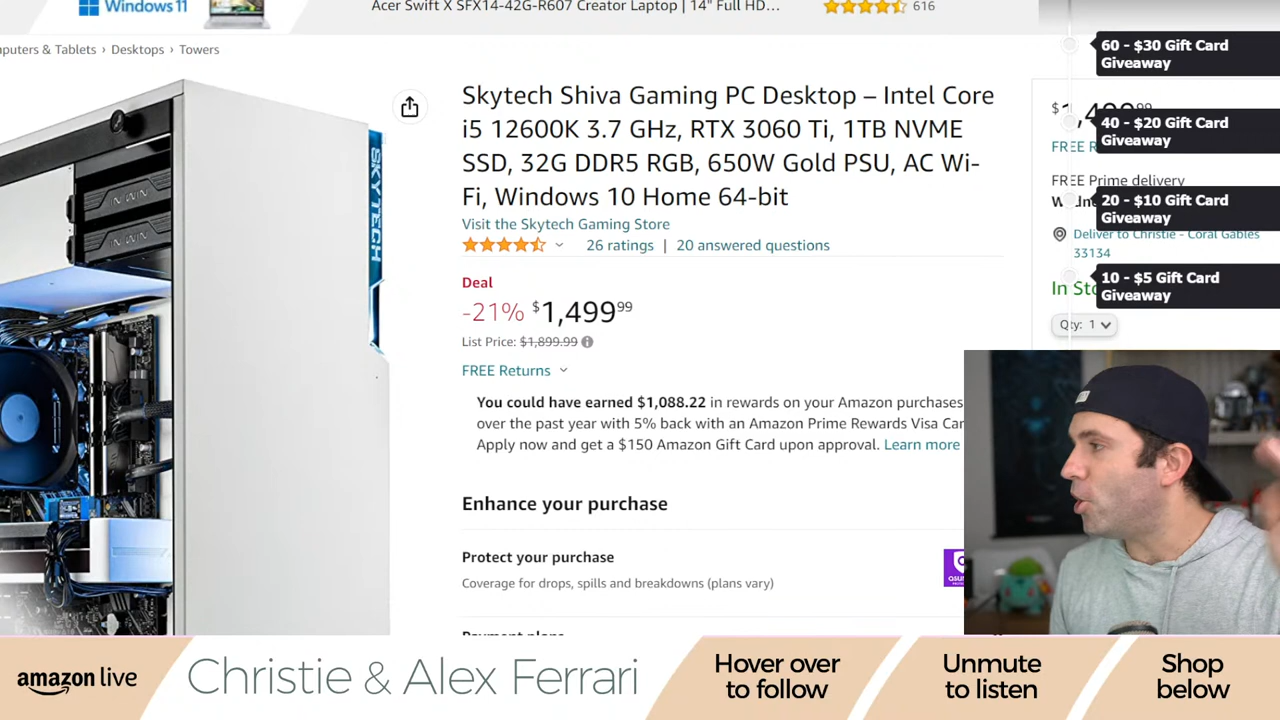 Windows 11
Acer Swift X SFX14-42G-R607 Creator Laptop | 14" Full HD...
616
mputers & Tablets › Desktops › Towers
60 - $30 Gift Card
Giveaway
40 - $20 Gift Card
Giveaway
20 - $10 Gift Card
Giveaway
10 - $5 Gift Card
Giveaway
SKYTECH
INWIN
INWIN
Skytech Shiva Gaming PC Desktop – Intel Core
i5 12600K 3.7 GHz, RTX 3060 Ti, 1TB NVME
SSD, 32G DDR5 RGB, 650W Gold PSU, AC Wi-
Fi, Windows 10 Home 64-bit
Visit the Skytech Gaming Store
26 ratings | 20 answered questions
Deal
-21% $1,499.99
List Price: $1,899.99
FREE Returns
You could have earned $1,088.22 in rewards on your Amazon purchases
over the past year with 5% back with an Amazon Prime Rewards Visa Car
Apply now and get a $150 Amazon Gift Card upon approval. Learn more
Enhance your purchase
Protect your purchase
Coverage for drops, spills and breakdowns (plans vary)
$1,499.99
FREE R
FREE Prime delivery
Deliver to Christie - Coral Gables
33134
In Sto
Qty: 1
amazon live
Christie & Alex Ferrari
Hover over
to follow
Unmute
to listen
Shop
below